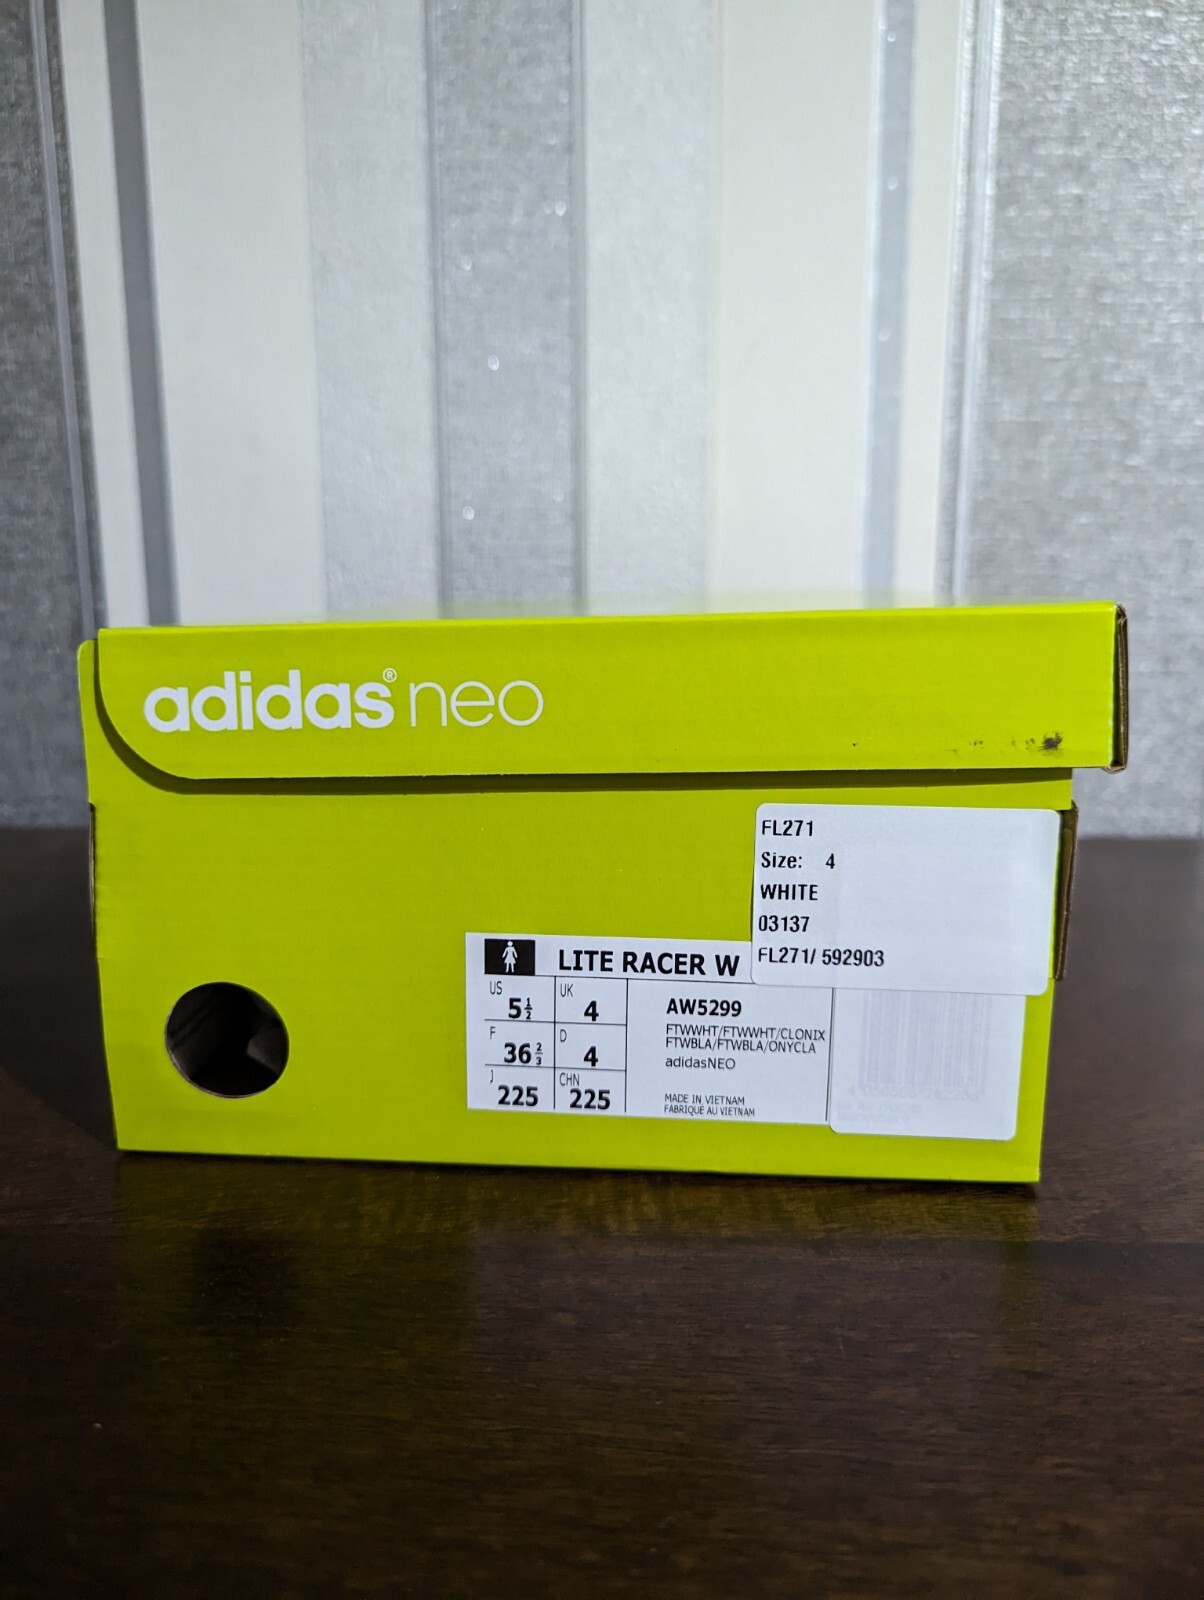 adidas® neo
FL271
Size: 4
WHITE
03137
FL271/ 592903
LITE RACER W
US 5½ UK 4
F 36⅔ D 4
J 225 CHN 225
AW5299
FTWWHT/FTWWHT/CLONIX
FTWBLA/FTWBLA/ONYCLA
adidasNEO
MADE IN VIETNAM
FABRIQUÉ AU VIETNAM